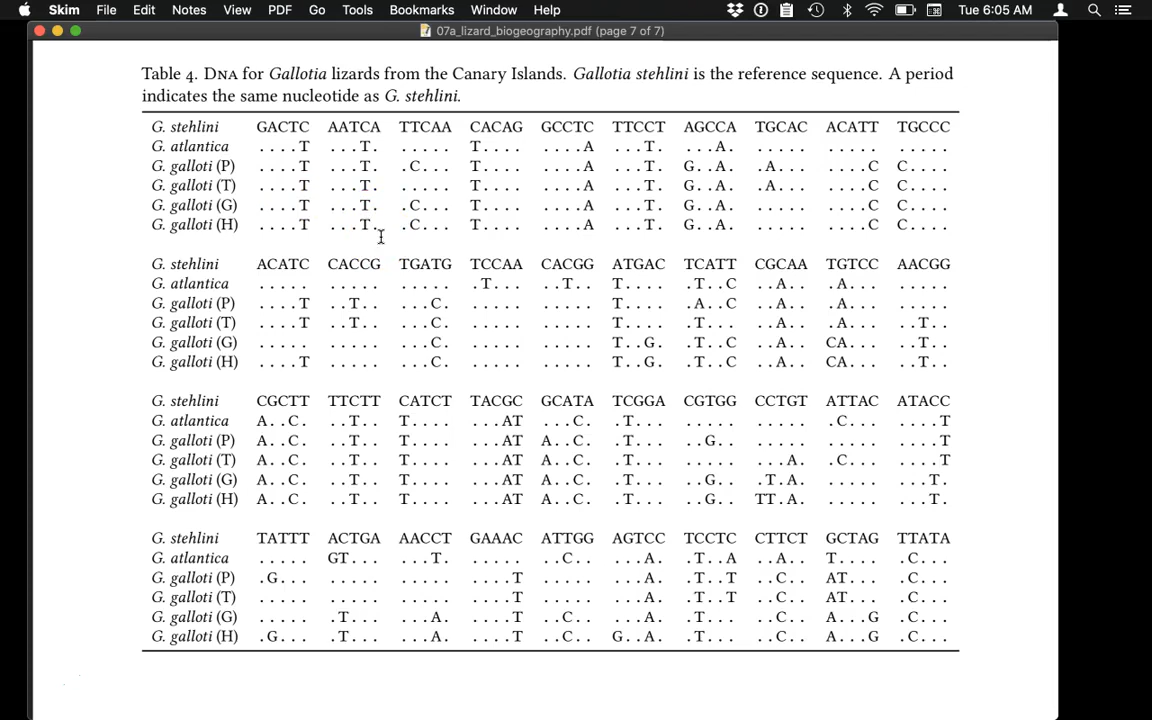 Skim File Edit Notes View PDF Go Tools Bookmarks Window Help Tue 6:05 AM
07a_lizard_biogeography.pdf (page 7 of 7)
Table 4. DNA for Gallotia lizards from the Canary Islands. Gallotia stehlini is the reference sequence. A period
indicates the same nucleotide as G. stehlini.
G. stehlini GACTC AATCA TTCAA CACAG GCCTC TTCCT AGCCA TGCAC ACATT TGCCC
G. atlantica ....T ...T. ..... T.... ....A ...T. ...A. ..... ..... .....
G. galloti (P) ....T ...T. .C... T.... ....A ...T. G..A. .A... ....C C....
G. galloti (T) ....T ...T. ..... T.... ....A ...T. G..A. .A... ....C C....
G. galloti (G) ....T ...T. .C... T.... ....A ...T. G..A. ..... ....C C....
G. galloti (H) ....T ...T. .C... T.... ....A ...T. G..A. ..... ....C C....
G. stehlini ACATC CACCG TGATG TCCAA CACGG ATGAC TCATT CGCAA TGTCC AACGG
G. atlantica ..... ..... ..... .T... ..T.. T.... .T..C ..A.. .A... .....
G. galloti (P) ....T ..T.. ...C. ..... ..... T.... .A..C ..A.. .A... .....
G. galloti (T) ....T ..T.. ...C. ..... ..... T.... .T... ..A.. .A... ..T..
G. galloti (G) ..... ..... ...C. ..... ..... T..G. .T..C ..A.. CA... ..T..
G. galloti (H) ....T ..... ...C. ..... ..... T..G. .T..C ..A.. CA... ..T..
G. stehlini CGCTT TTCTT CATCT TACGC GCATA TCGGA CGTGG CCTGT ATTAC ATACC
G. atlantica A..C. ..T.. T.... ...AT ...C. .T... ..... ..... .C... ....T
G. galloti (P) A..C. ..T.. T.... ...AT A..C. .T... ..G.. ..... ..... ....T
G. galloti (T) A..C. ..T.. T.... ...AT A..C. .T... ..... ...A. .C... ....T
G. galloti (G) A..C. ..T.. T.... ...AT A..C. .T... ..G.. .T.A. ..... ...T.
G. galloti (H) A..C. ..T.. T.... ...AT A..C. .T... ..G.. TT.A. ..... ...T.
G. stehlini TATTT ACTGA AACCT GAAAC ATTGG AGTCC TCCTC CTTCT GCTAG TTATA
G. atlantica ..... GT... ...T. ..... ..C.. ...A. .T..A ..A.. T.... .C...
G. galloti (P) .G... ..... ..... ....T ..... ...A. .T..T ..C.. AT... .C...
G. galloti (T) ..... ..... ..... ....T ..... ...A. .T..T ..C.. AT... .C...
G. galloti (G) ..... .T... ...A. ....T ..C.. ...A. .T... ..C.. A...G .C...
G. galloti (H) .G... .T... ...A. ....T ..C.. G..A. .T... ..C.. A...G .C...